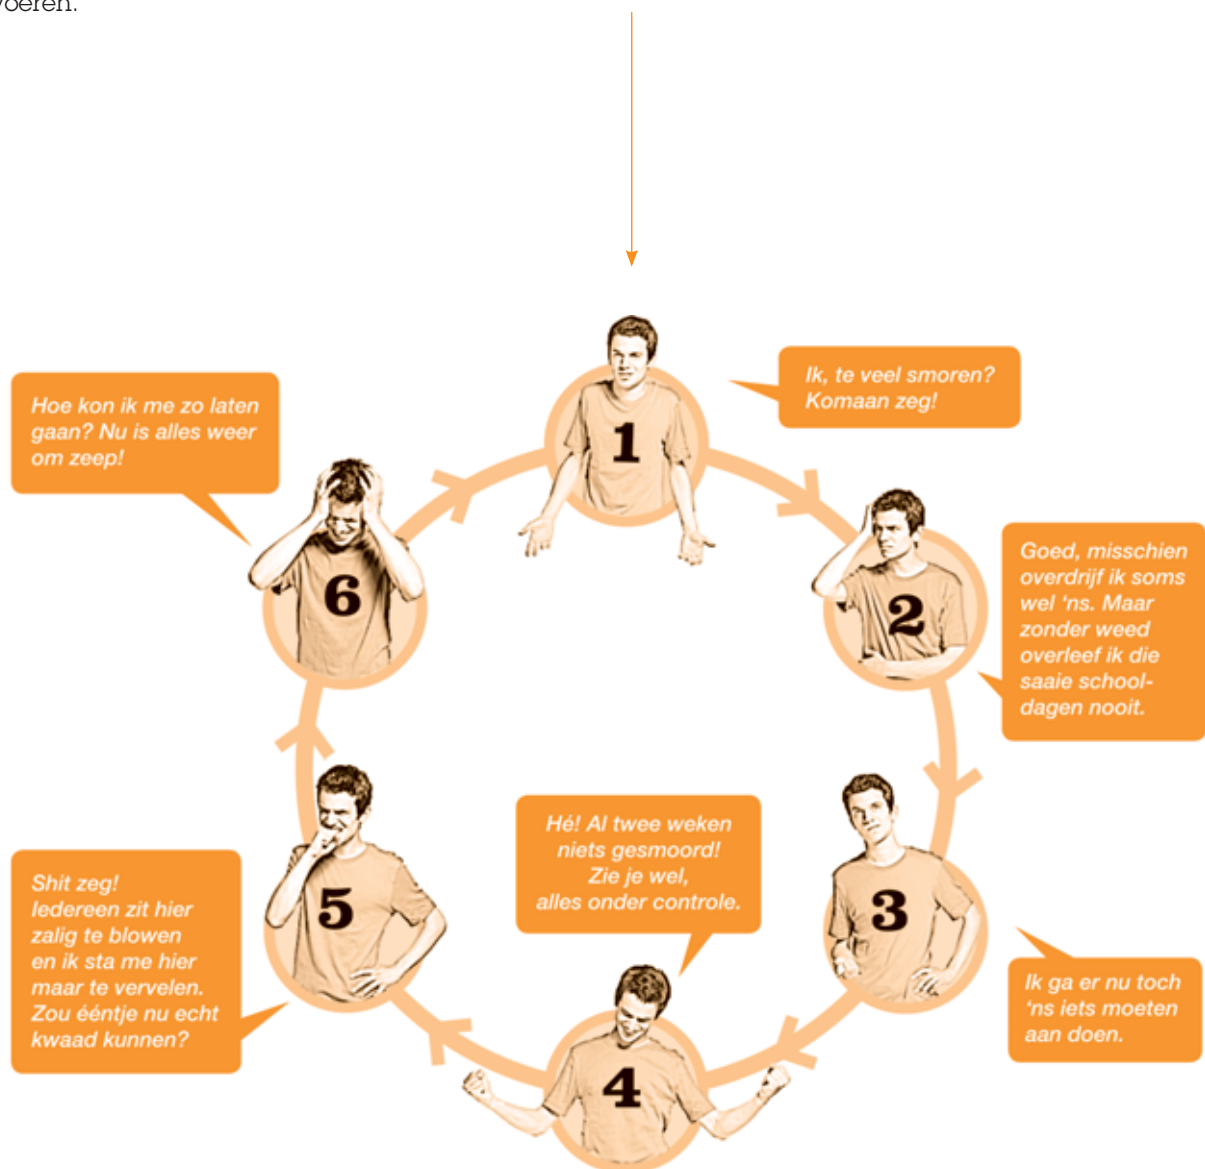 voeren.
Ik, te veel smoren?
Komaan zeg!
1
Goed, misschien
overdrijf ik soms
wel ‘ns. Maar
zonder weed
overleef ik die
saaie school-
dagen nooit.
2
Ik ga er nu toch
‘ns iets moeten
aan doen.
3
Hé! Al twee weken
niets gesmoord!
Zie je wel,
alles onder controle.
4
Shit zeg!
Iedereen zit hier
zalig te blowen
en ik sta me hier
maar te vervelen.
Zou ééntje nu echt
kwaad kunnen?
5
Hoe kon ik me zo laten
gaan? Nu is alles weer
om zeep!
6